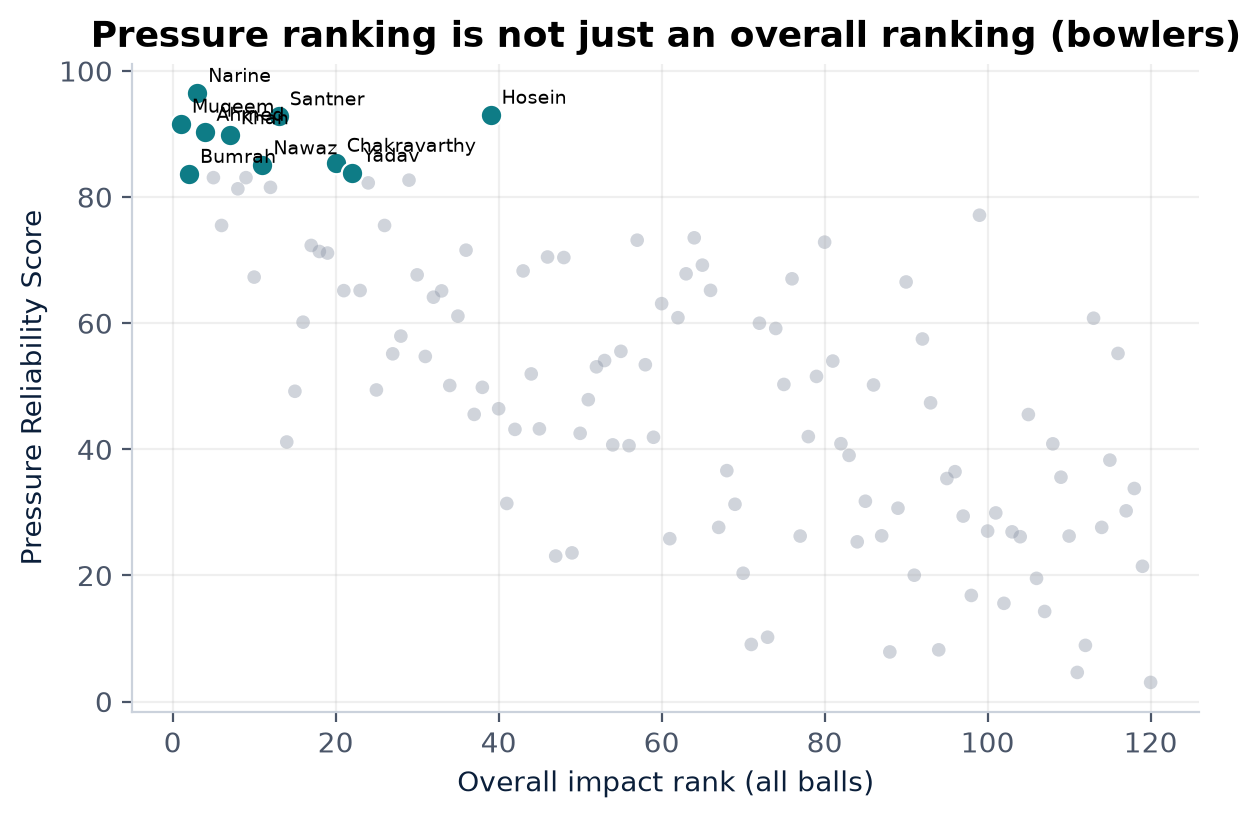 Pressure ranking is not just an overall ranking (bowlers)
100
80
60
40
20
0
Pressure Reliability Score
Narine
Muqeem
Ahmed
Khan
Santner
Hosein
Bumrah
Nawaz
Chakravarthy
Yadav
0 20 40 60 80 100 120
Overall impact rank (all balls)